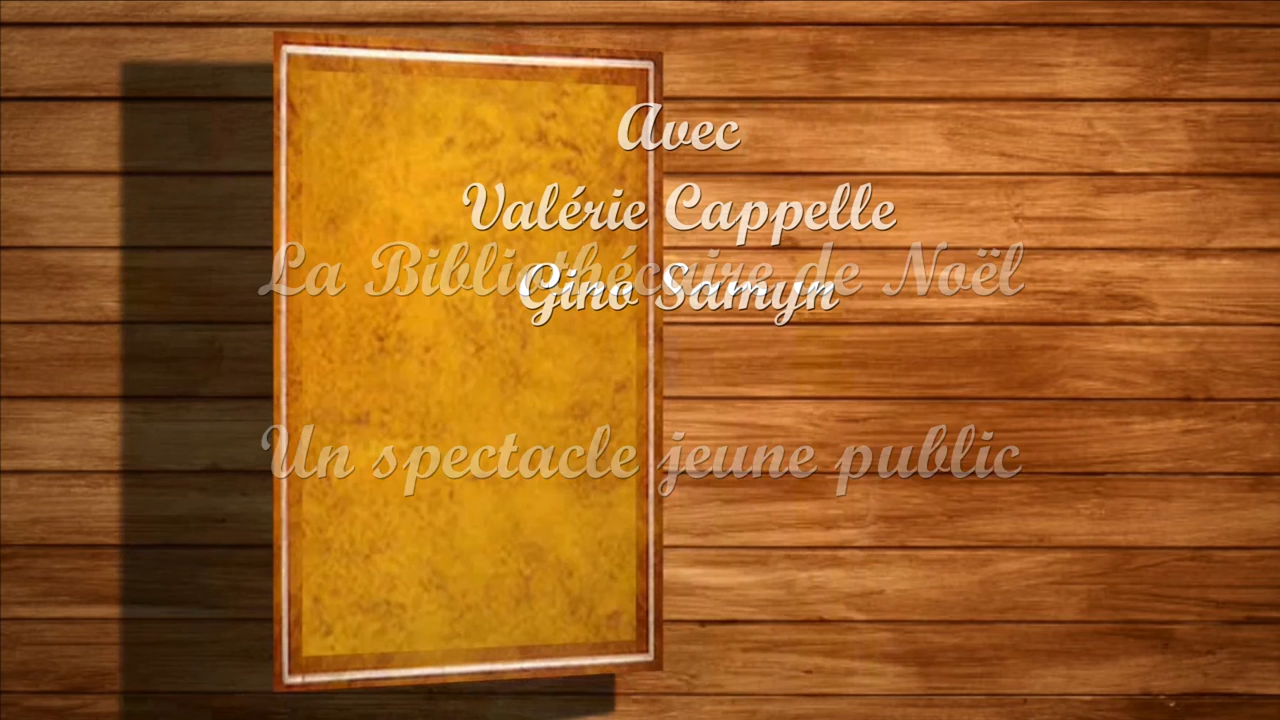 Avec
Valérie Cappelle
La Bibliothécaire de Noël
Gino Samyn
Un spectacle jeune public